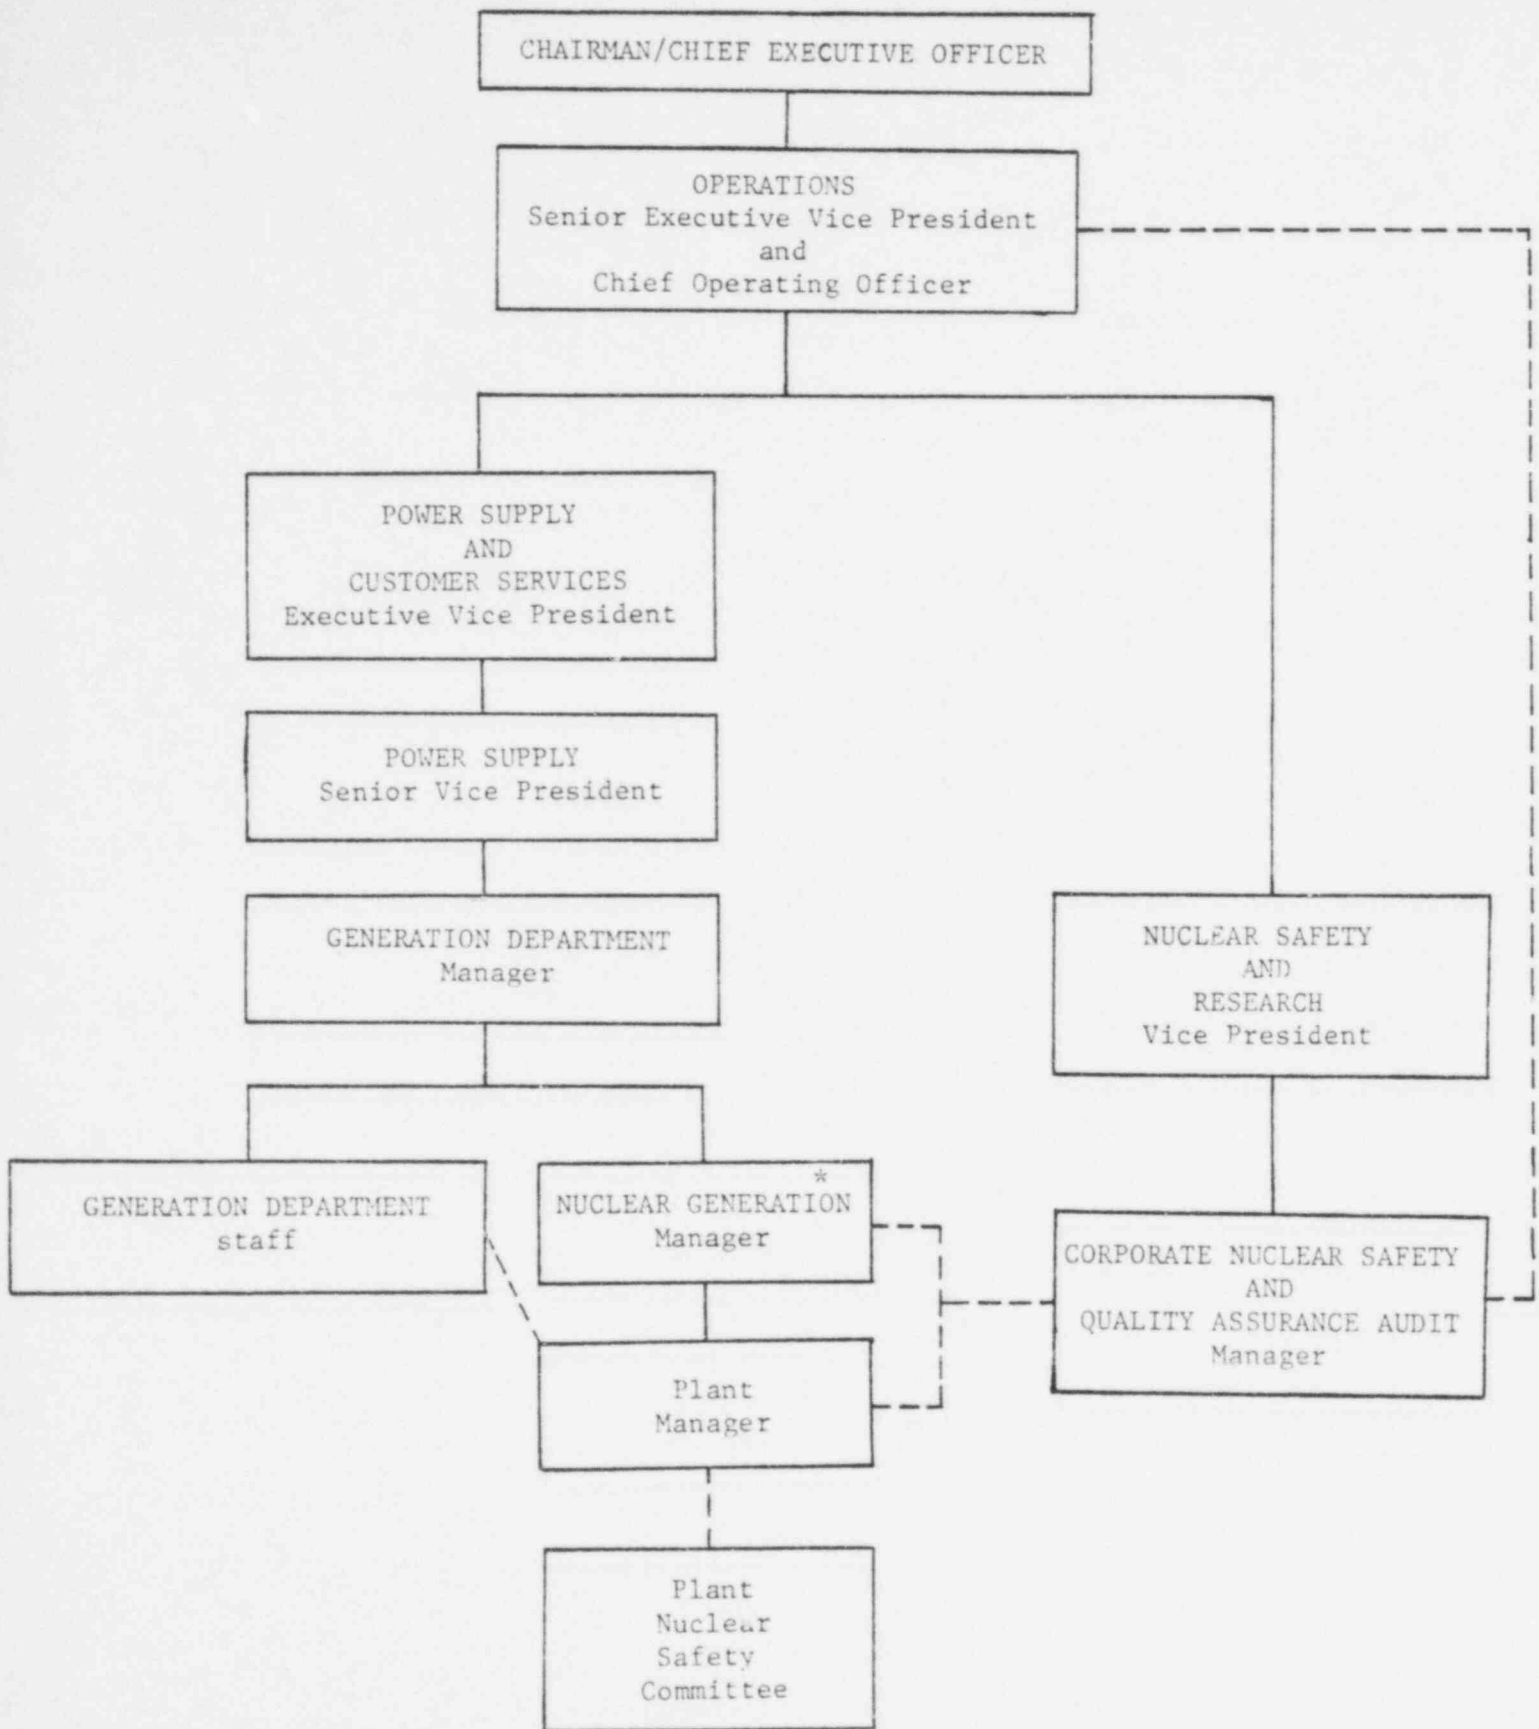 CHAIRMAN/CHIEF EXECUTIVE OFFICER
OPERATIONS
Senior Executive Vice President
and
Chief Operating Officer
POWER SUPPLY
AND
CUSTOMER SERVICES
Executive Vice President
POWER SUPPLY
Senior Vice President
GENERATION DEPARTMENT
Manager
NUCLEAR SAFETY
AND
RESEARCH
Vice President
GENERATION DEPARTMENT
staff
*
NUCLEAR GENERATION
Manager
CORPORATE NUCLEAR SAFETY
AND
QUALITY ASSURANCE AUDIT
Manager
Plant
Manager
Plant
Nuclear
Safety
Committee